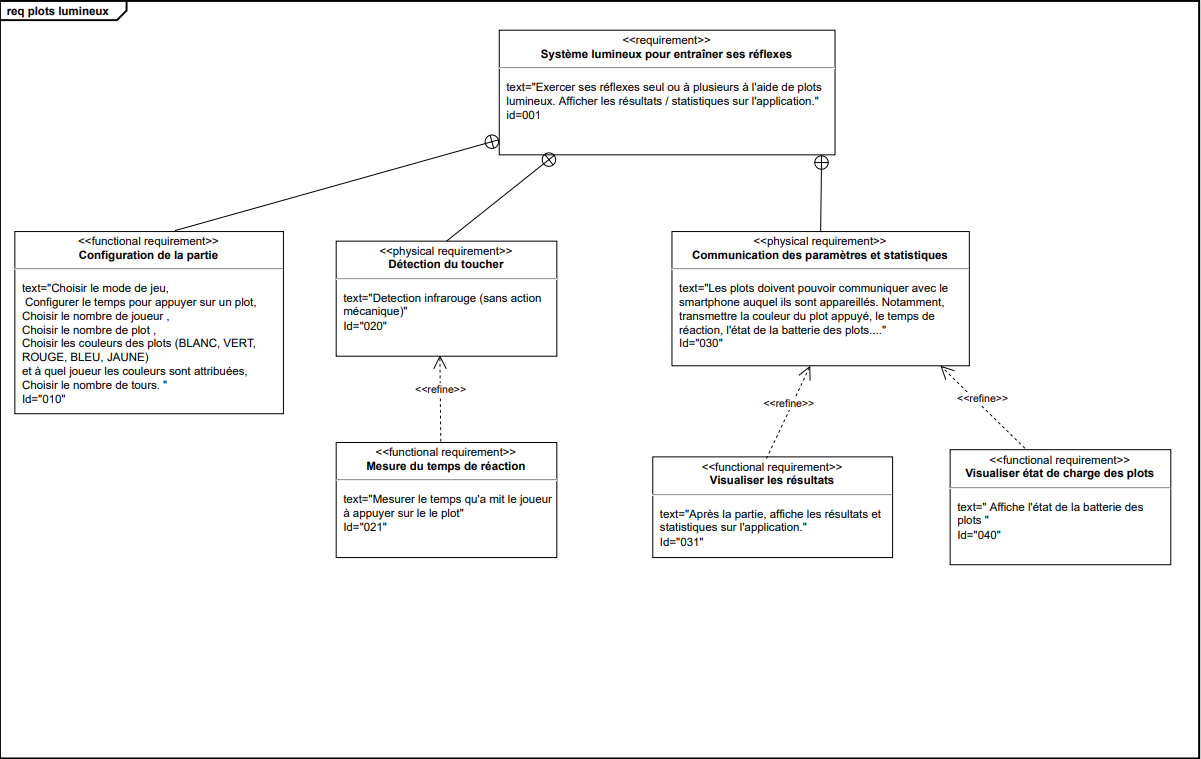 req plots lumineux
<<requirement>>
Système lumineux pour entraîner ses réflexes
text="Exercer ses réflexes seul ou à plusieurs à l'aide de plots
lumineux. Afficher les résultats / statistiques sur l'application."
id=001
<<functional requirement>>
Configuration de la partie
text="Choisir le mode de jeu,
Configurer le temps pour appuyer sur un plot,
Choisir le nombre de joueur ,
Choisir le nombre de plot ,
Choisir les couleurs des plots (BLANC, VERT,
ROUGE, BLEU, JAUNE)
et à quel joueur les couleurs sont attribuées,
Choisir le nombre de tours. "
Id="010"
<<physical requirement>>
Détection du toucher
text="Detection infrarouge (sans action
mécanique)"
Id="020"
<<physical requirement>>
Communication des paramètres et statistiques
text="Les plots doivent pouvoir communiquer avec le
smartphone auquel ils sont appareillés. Notamment,
transmettre la couleur du plot appuyé, le temps de
réaction, l'état de la batterie des plots...."
Id="030"
<<refine>>
<<refine>>
<<refine>>
<<functional requirement>>
Mesure du temps de réaction
text="Mesurer le temps qu'a mit le joueur
à appuyer sur le le plot"
Id="021"
<<functional requirement>>
Visualiser les résultats
text="Après la partie, affiche les résultats et
statistiques sur l'application."
Id="031"
<<functional requirement>>
Visualiser état de charge des plots
text=" Affiche l'état de la batterie des
plots "
Id="040"